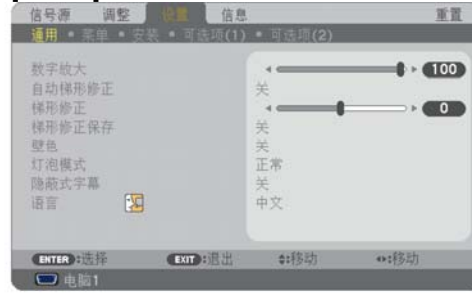 信号源 调整 设置 信息 重置
通用 • 菜单 • 安装 • 可选项(1) • 可选项(2)
数字放大 100
自动梯形修正 关
梯形修正 0
梯形修正保存 关
壁色 关
灯泡模式 正常
隐蔽式字幕 关
语言 中文
ENTER:选择 EXIT:退出 :移动 :移动
电脑1